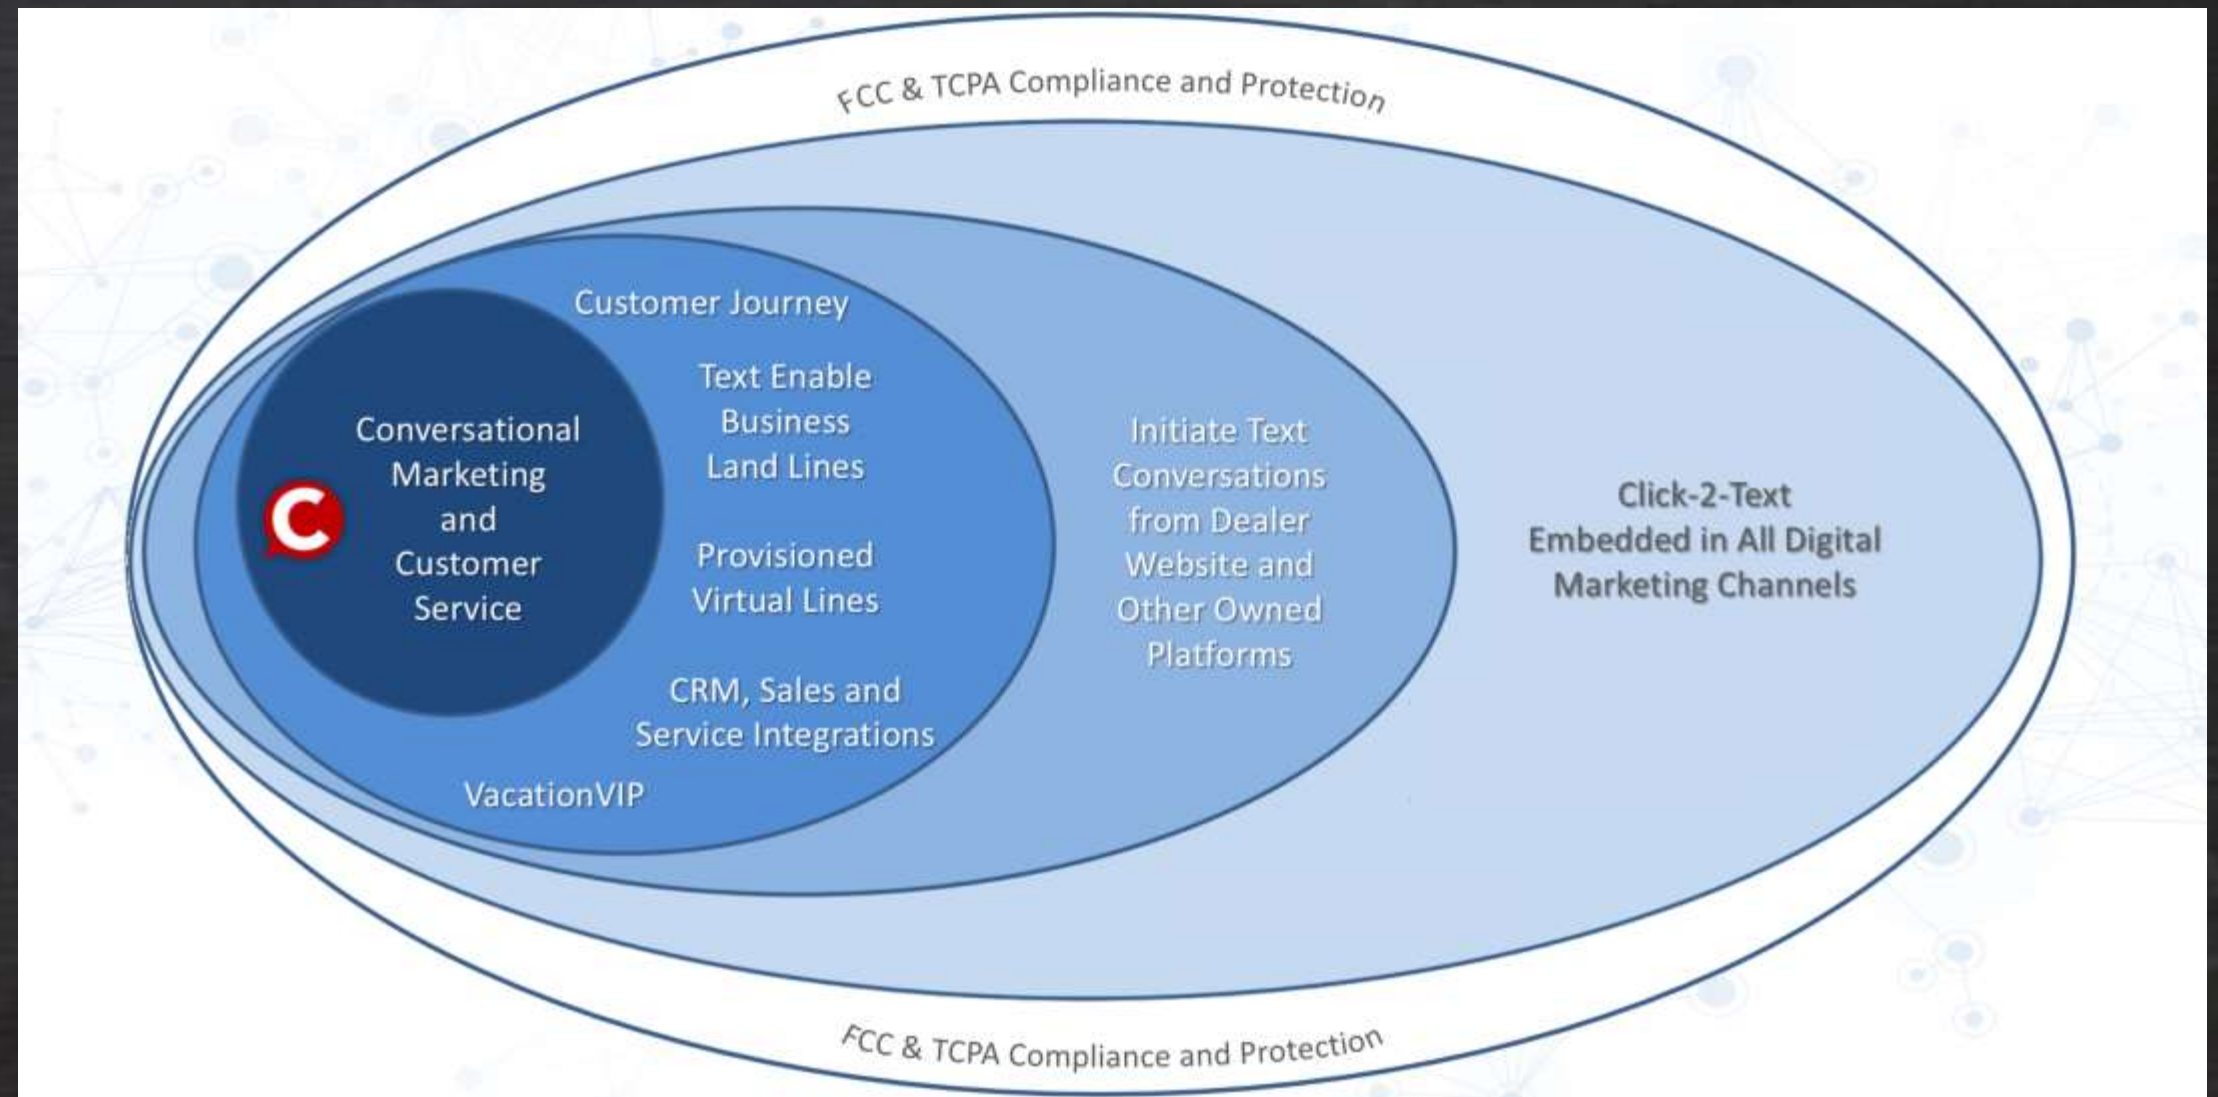 FCC & TCPA Compliance and Protection
Customer Journey
Text Enable
Business
Land Lines
Provisioned
Virtual Lines
CRM, Sales and
Service Integrations
VacationVIP
Conversational
Marketing
and
Customer
Service
C
Initiate Text
Conversations
from Dealer
Website and
Other Owned
Platforms
Click-2-Text
Embedded in All Digital
Marketing Channels
FCC & TCPA Compliance and Protection